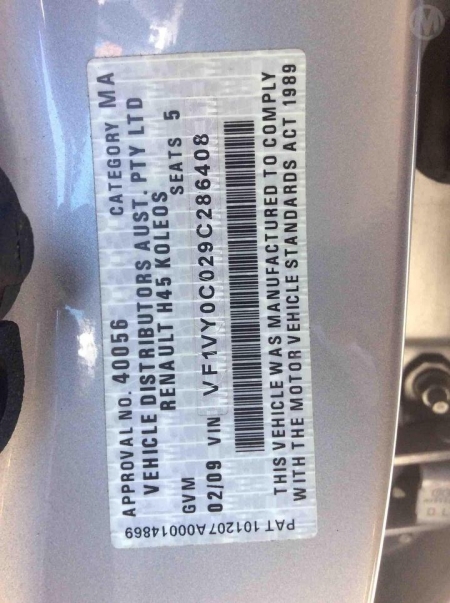 APPROVAL NO. 40056 CATEGORY MA
VEHICLE DISTRIBUTORS AUST. PTY LTD
RENAULT H45 KOLEOS
GVM SEATS 5
02/09 VIN VF1VY0C029C286408
THIS VEHICLE WAS MANUFACTURED TO COMPLY
WITH THE MOTOR VEHICLE STANDARDS ACT 1989
PAT 101207A00014869
M